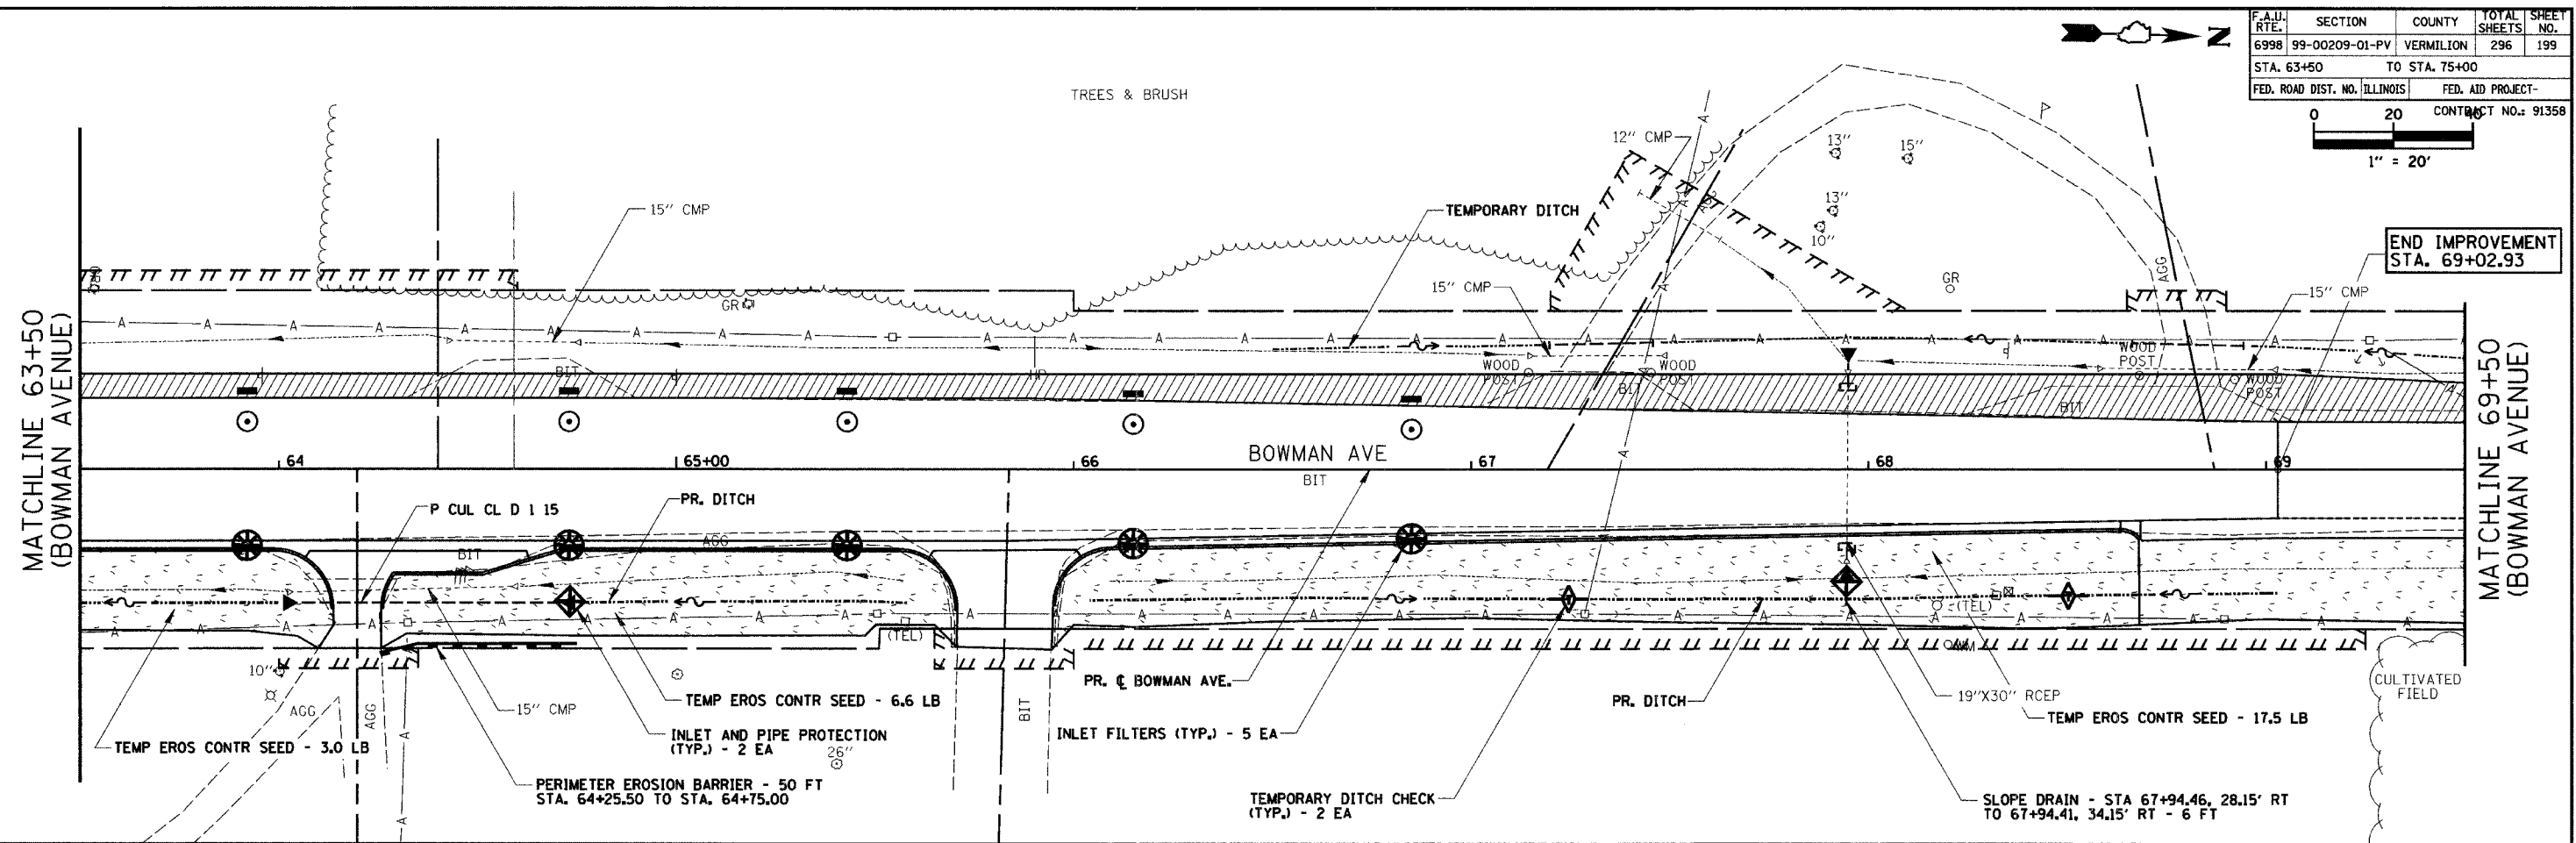 F.A.U. RTE. SECTION COUNTY TOTAL SHEETS SHEET NO.
6998 99-00209-01-PV VERMILION 296 199
STA. 63+50 TO STA. 75+00
FED. ROAD DIST. NO. ILLINOIS FED. AID PROJECT-
CONTRACT NO.: 91358
0 20 40
1" = 20'
N
TREES & BRUSH
12" CMP
13"
15"
13"
10"
15" CMP
TEMPORARY DITCH
END IMPROVEMENT
STA. 69+02.93
GR
GR
15" CMP
15" CMP
AGG
A A A A A A A A A A
WOOD
POST
WOOD
POST
WOOD
POST
WOOD
POST
BIT
HP
BIT
BIT
MATCHLINE 63+50
(BOWMAN AVENUE)
MATCHLINE 69+50
(BOWMAN AVENUE)
64 65+00 66 67 68 69
BOWMAN AVE
BIT
P CUL CL D 1 15
PR. DITCH
BIT
AGG
(TEL)
(TEL)
WM
10"
AGG
AGG
15" CMP
BIT
TEMP EROS CONTR SEED - 3.0 LB
TEMP EROS CONTR SEED - 6.6 LB
INLET AND PIPE PROTECTION
(TYP.) - 2 EA
26"
PERIMETER EROSION BARRIER - 50 FT
STA. 64+25.50 TO STA. 64+75.00
PR. ℄ BOWMAN AVE.
INLET FILTERS (TYP.) - 5 EA
TEMPORARY DITCH CHECK
(TYP.) - 2 EA
PR. DITCH
19"X30" RCEP
TEMP EROS CONTR SEED - 17.5 LB
SLOPE DRAIN - STA 67+94.46, 28.15' RT
TO 67+94.41, 34.15' RT - 6 FT
CULTIVATED
FIELD